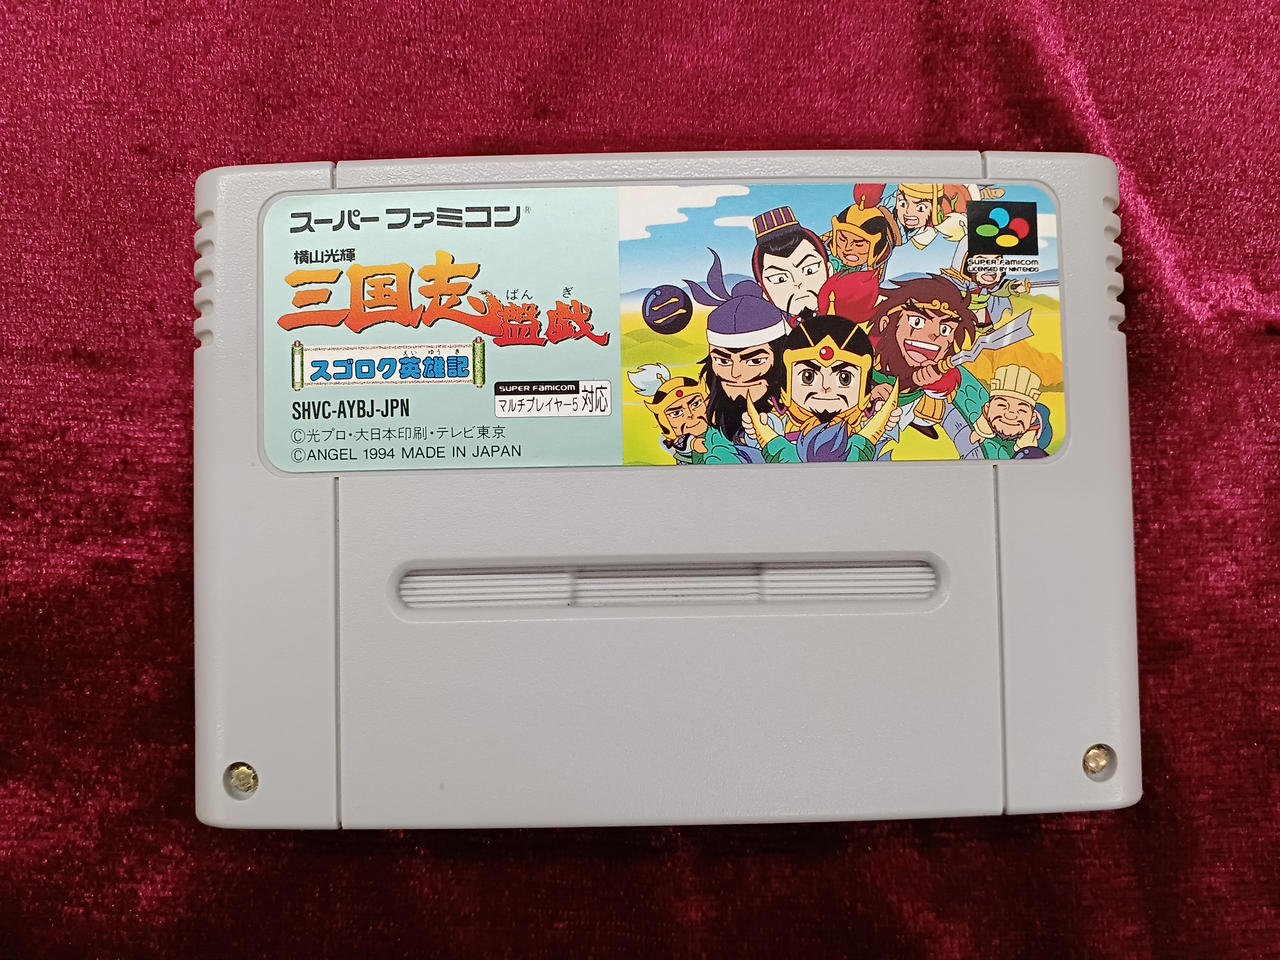 スーパーファミコン®
横山光輝
三国志盤戯
ばんぎ
スゴロク英雄記
えいゆうき
SHVC-AYBJ-JPN
SUPER FAMICOM
マルチプレイヤー5対応
©光プロ・大日本印刷・テレビ東京
©ANGEL 1994 MADE IN JAPAN
二
SUPER FAMICOM
LICENSED BY NINTENDO